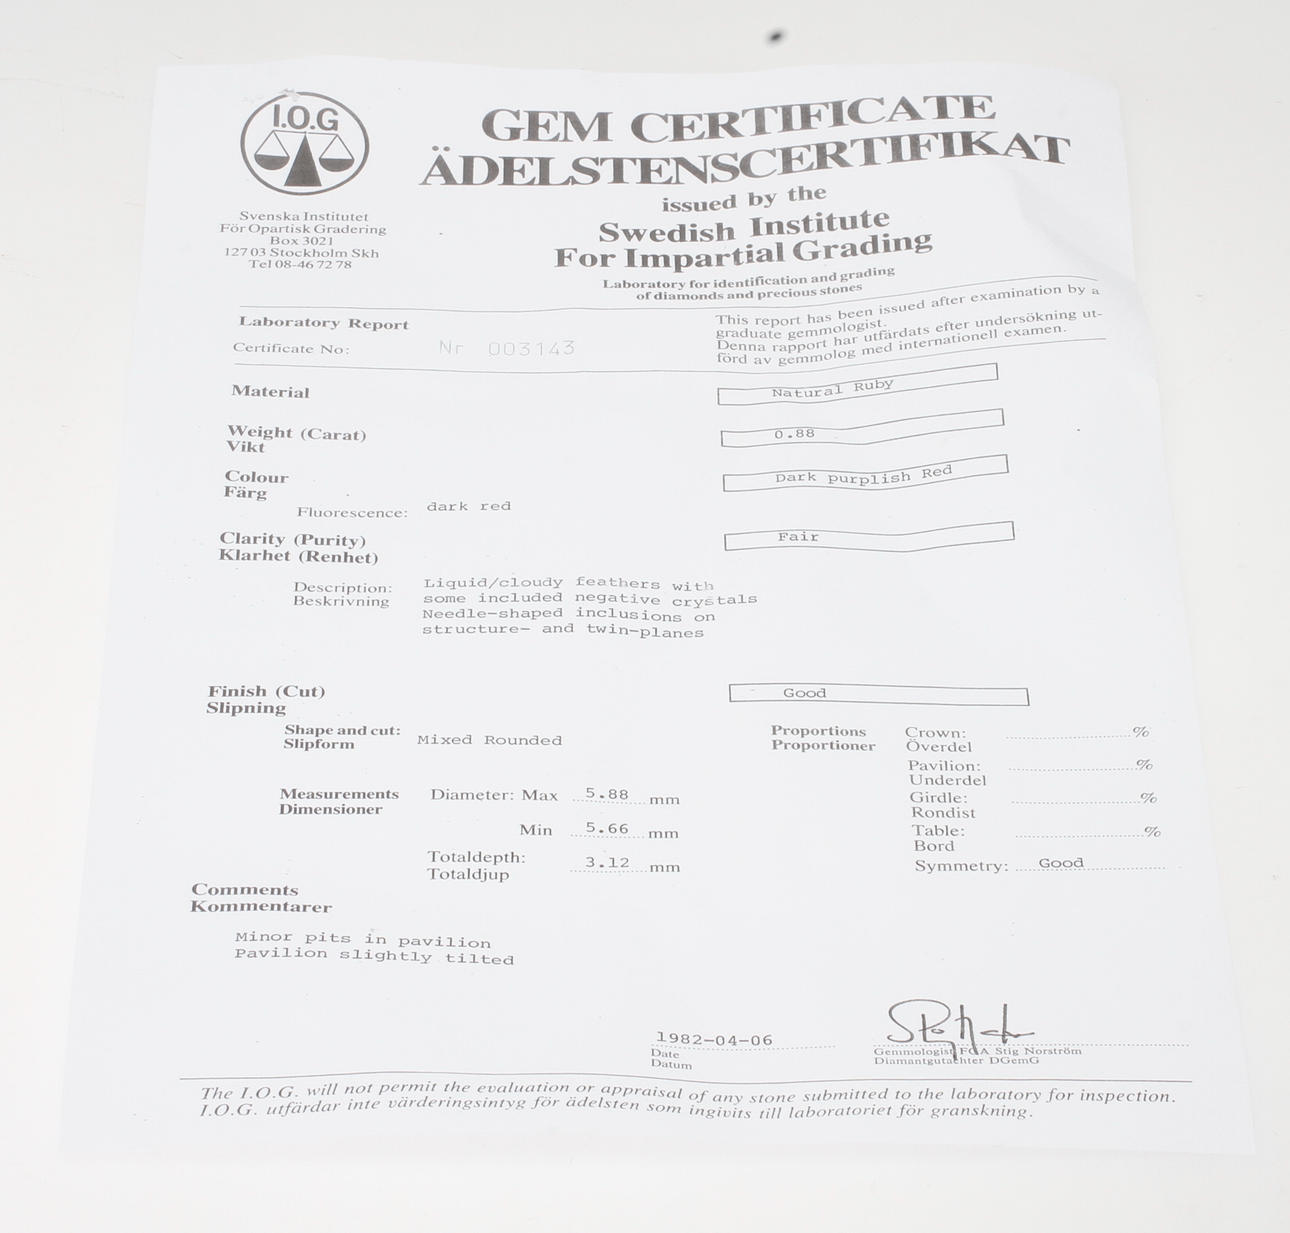 I.O.G
GEM CERTIFICATE
ÄDELSTENSCERTIFIKAT
issued by the
Swedish Institute
For Impartial Grading
Laboratory for identification and grading
of diamonds and precious stones
Svenska Institutet
För Opartisk Gradering
Box 3021
127 03 Stockholm Skh
Tel 08-46 72 78
Laboratory Report
Certificate No: Nr 003143
This report has been issued after examination by a
graduate gemmologist.
Denna rapport har utfärdats efter undersökning ut-
förd av gemmolog med internationell examen.
Material Natural Ruby
Weight (Carat) 0.88
Vikt
Colour Dark purplish Red
Färg
Fluorescence: dark red
Clarity (Purity) Fair
Klarhet (Renhet)
Description: Liquid/cloudy feathers with
Beskrivning some included negative crystals
Needle-shaped inclusions on
structure- and twin-planes
Finish (Cut) Good
Slipning
Shape and cut: Mixed Rounded
Slipform
Proportions Crown: %
Proportioner Överdel
Pavilion: %
Underdel
Measurements Diameter: Max 5.88 mm
Dimensioner
Girdle: %
Rondist
Min 5.66 mm
Table: %
Bord
Totaldepth: 3.12 mm
Totaldjup
Symmetry: Good
Comments
Kommentarer
Minor pits in pavilion
Pavilion slightly tilted
1982-04-06
Date
Datum
Gemmologist FGA Stig Norström
Diamantgutachter DGemG
The I.O.G. will not permit the evaluation or appraisal of any stone submitted to the laboratory for inspection.
I.O.G. utfärdar inte värderingsintyg för ädelsten som ingivits till laboratoriet för granskning.